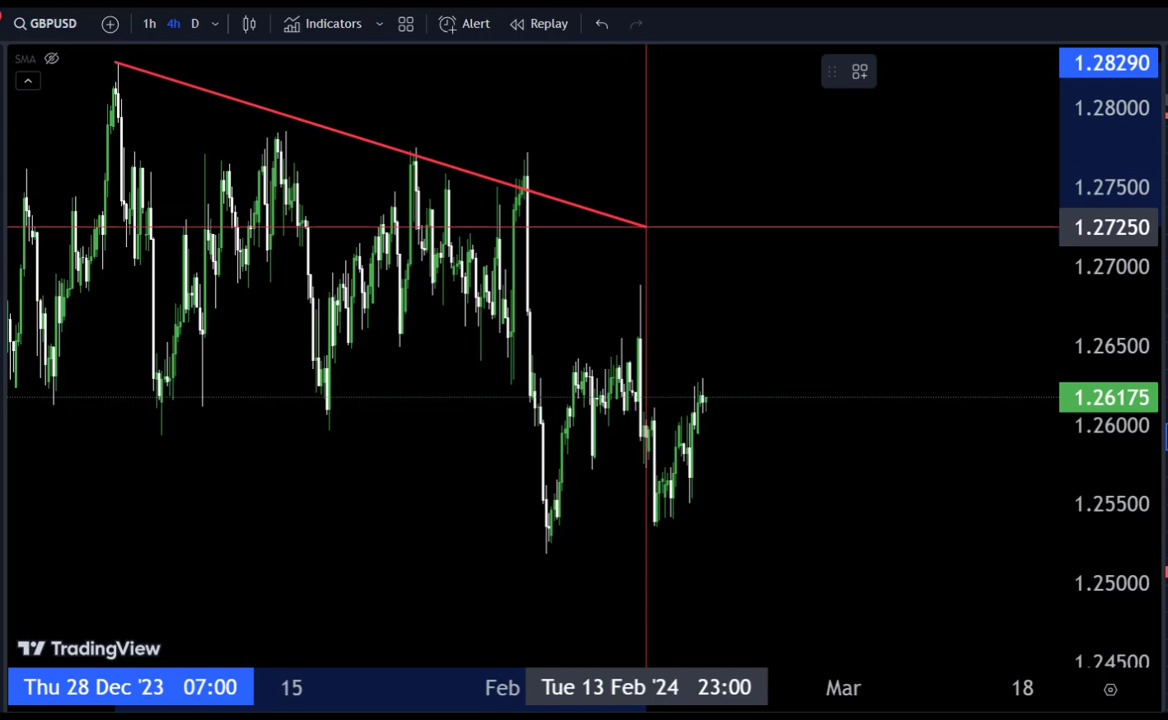 GBPUSD 1h 4h D Indicators Alert Replay
SMA
1.28290
1.28000
1.27500
1.27250
1.27000
1.26500
1.26175
1.26000
1.25500
1.25000
1.24500
TradingView
Thu 28 Dec '23 07:00 15 Feb Tue 13 Feb '24 23:00 Mar 18